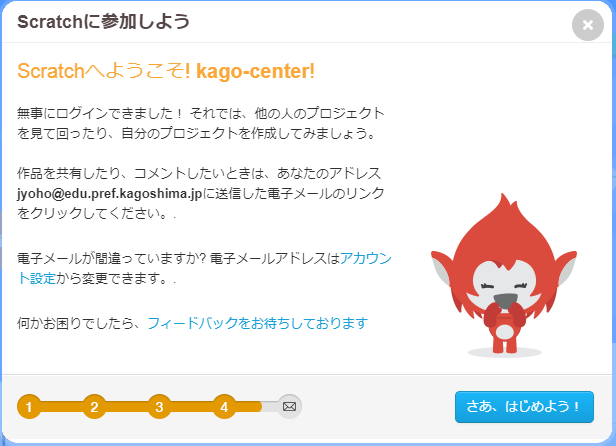 Scratchに参加しよう
Scratchへようこそ! kago-center!
無事にログインできました！ それでは、他の人のプロジェクト
を見て回ったり、自分のプロジェクトを作成してみましょう。
作品を共有したり、コメントしたいときは、あなたのアドレス
jyoho@edu.pref.kagoshima.jpに送信した電子メールのリンク
をクリックしてください。.
電子メールが間違っていますか? 電子メールアドレスはアカウン
ト設定から変更できます。.
何かお困りでしたら、フィードバックをお待ちしております
1 2 3 4
さあ、はじめよう！